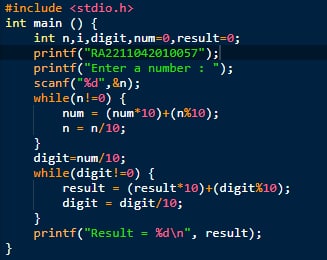 #include <stdio.h>
int main () {
    int n,i,digit,num=0,result=0;
    printf("RA2211042010057");
    printf("Enter a number : ");
    scanf("%d",&n);
    while(n!=0) {
        num = (num*10)+(n%10);
        n = n/10;
    }
    digit=num/10;
    while(digit!=0) {
        result = (result*10)+(digit%10);
        digit = digit/10;
    }
    printf("Result = %d\n", result);
}